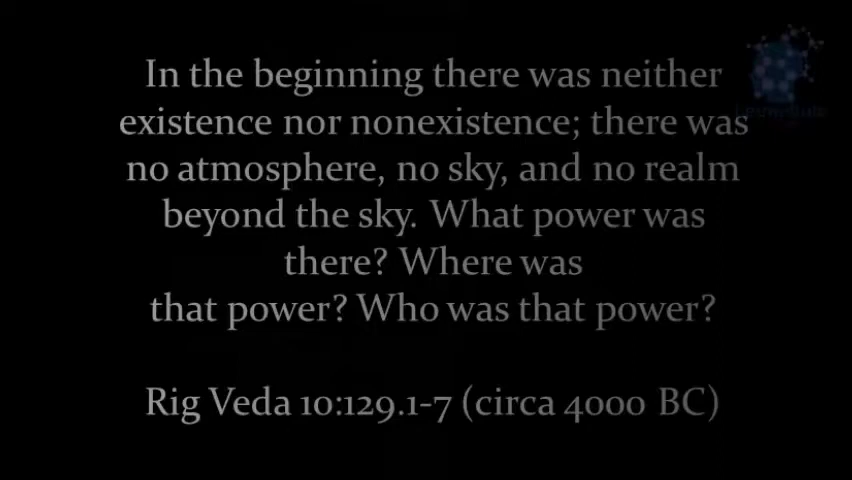 In the beginning there was neither
existence nor nonexistence; there was
no atmosphere, no sky, and no realm
beyond the sky. What power was
there? Where was
that power? Who was that power?
Rig Veda 10:129.1-7 (circa 4000 BC)